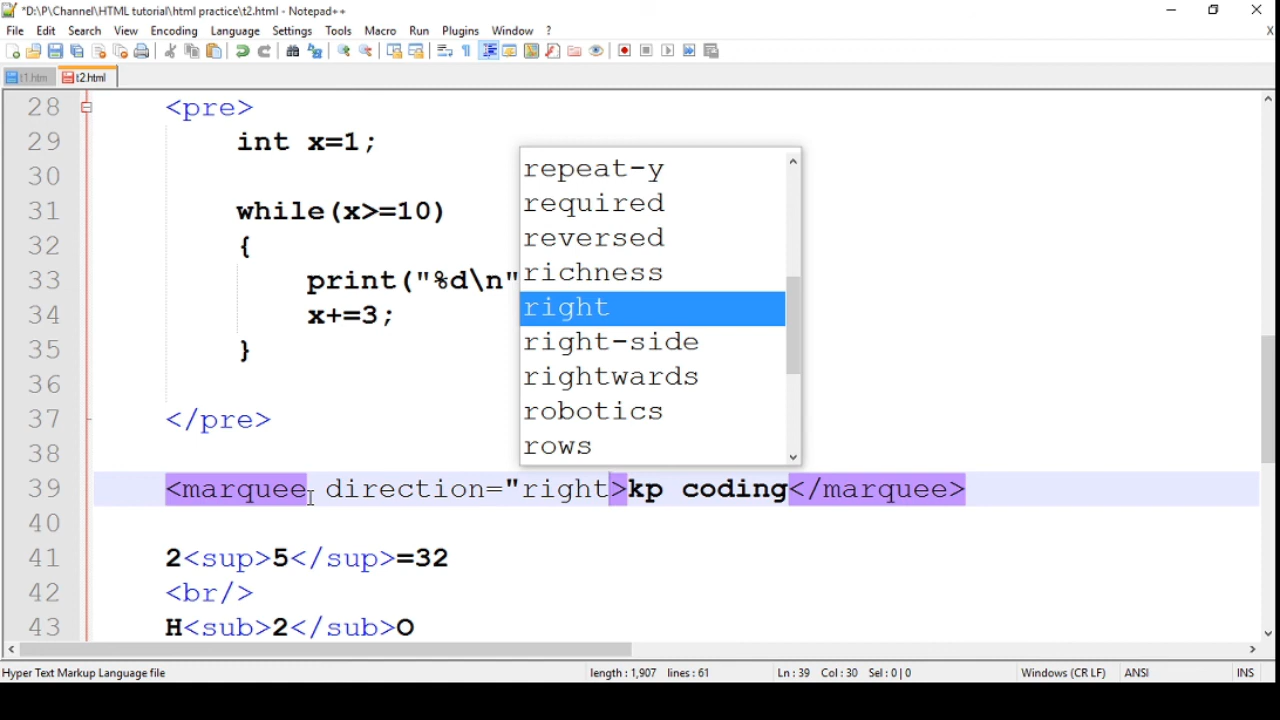 *D:\P\Channel\HTML tutorial\html practice\t2.html - Notepad++
File Edit Search View Encoding Language Settings Tools Macro Run Plugins Window ? X
t1.htm t2.html
28 <pre>
29 int x=1;
30
31 while(x>=10)
32 {
33 print("%d\n"
34 x+=3;
35 }
36
37 </pre>
38
39 <marquee direction="right>kp coding</marquee>
40
41 2<sup>5</sup>=32
42 <br/>
43 H<sub>2</sub>O
repeat-y
required
reversed
richness
right
right-side
rightwards
robotics
rows
Hyper Text Markup Language file length : 1,907 lines : 61 Ln : 39 Col : 30 Sel : 0 | 0 Windows (CR LF) ANSI INS